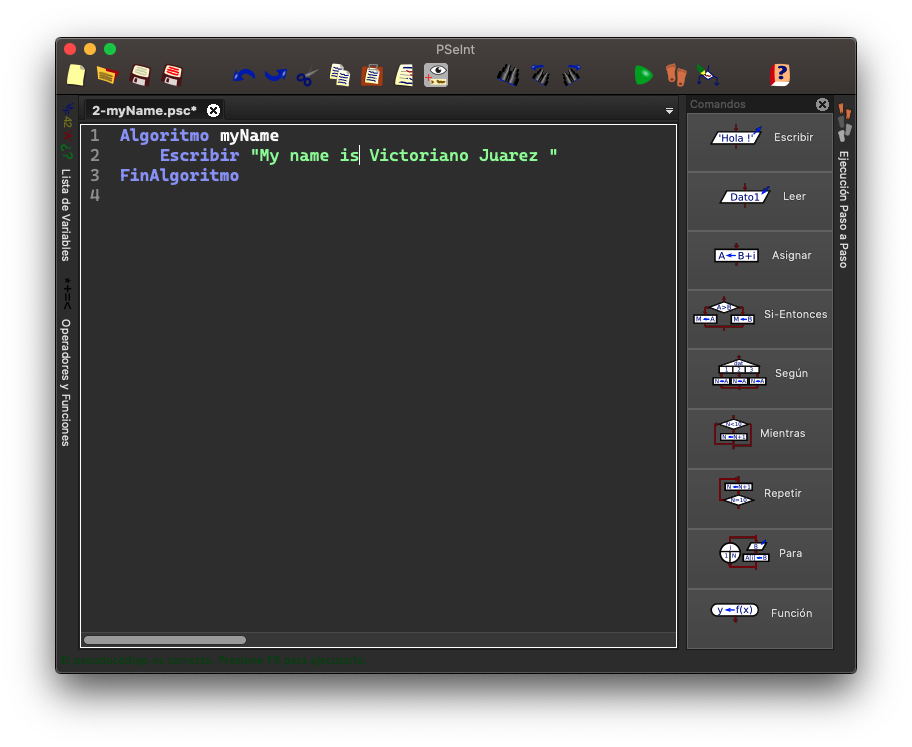 PSeInt
2-myName.psc*
1 Algoritmo myName
2 Escribir "My name is Victoriano Juarez "
3 FinAlgoritmo
4
Lista de Variables
*+=<
Operadores y Funciones
Comandos
'Hola !' Escribir
Dato1 Leer
A←B+i Asignar
A>B M←A M←B Si-Entonces
Según
Mientras
Repetir
Para
y←f(x) Función
Ejecución Paso a Paso